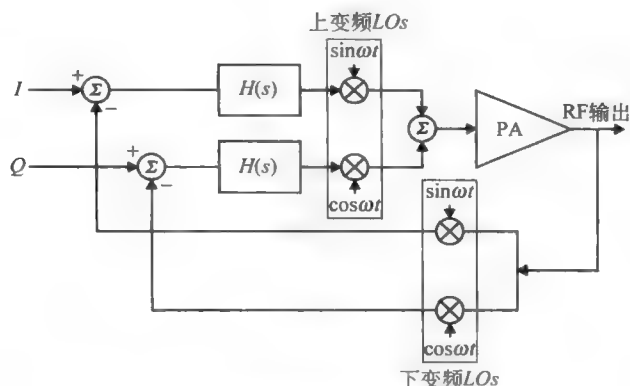 上变频LOs
sinωt
I
+
Σ
−
H(s)
Σ
PA
RF输出
Q
+
Σ
−
H(s)
cosωt
sinωt
cosωt
下变频LOs